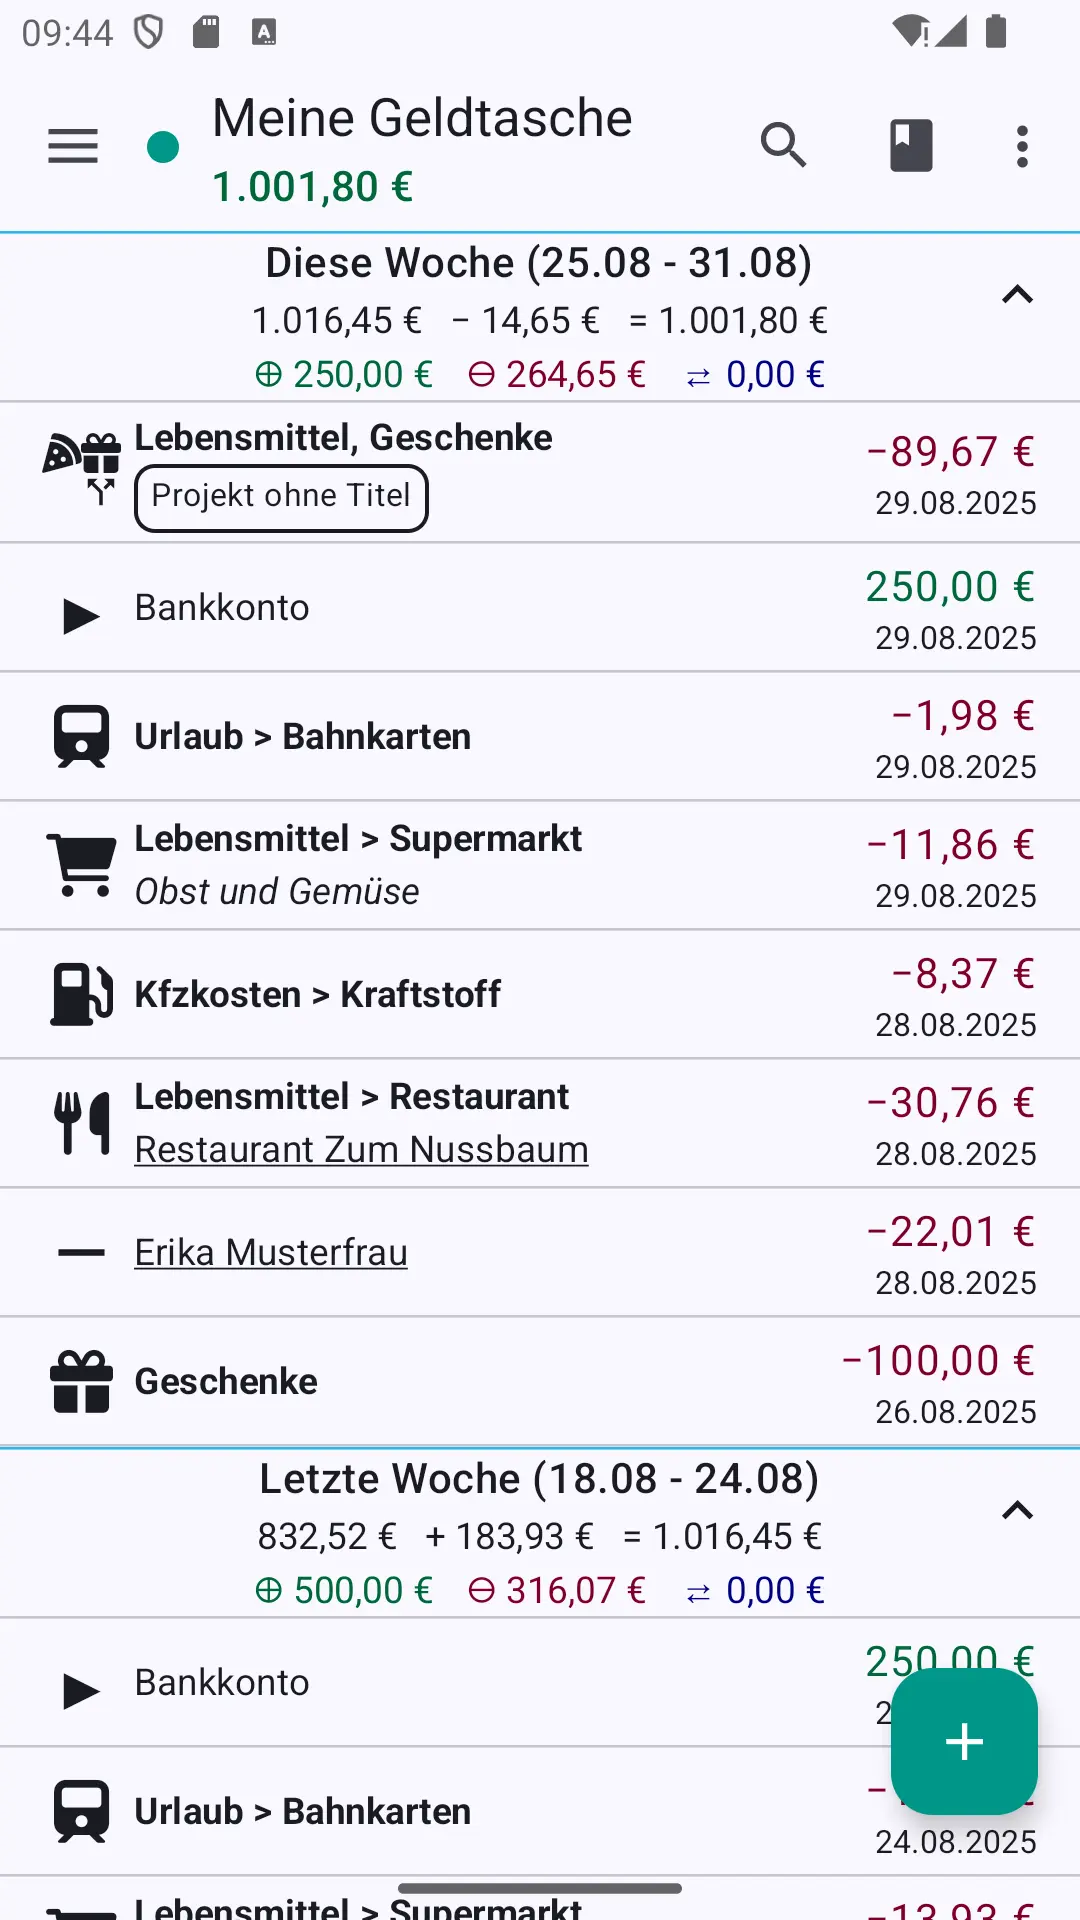 09:44
Meine Geldtasche
1.001,80 €
Diese Woche (25.08 - 31.08)
1.016,45 € − 14,65 € = 1.001,80 €
⊕ 250,00 € ⊖ 264,65 € ⇄ 0,00 €
Lebensmittel, Geschenke
−89,67 €
Projekt ohne Titel
29.08.2025
Bankkonto
250,00 €
29.08.2025
Urlaub > Bahnkarten
−1,98 €
29.08.2025
Lebensmittel > Supermarkt
−11,86 €
Obst und Gemüse
29.08.2025
Kfzkosten > Kraftstoff
−8,37 €
28.08.2025
Lebensmittel > Restaurant
−30,76 €
Restaurant Zum Nussbaum
28.08.2025
Erika Musterfrau
−22,01 €
28.08.2025
Geschenke
−100,00 €
26.08.2025
Letzte Woche (18.08 - 24.08)
832,52 € + 183,93 € = 1.016,45 €
⊕ 500,00 € ⊖ 316,07 € ⇄ 0,00 €
Bankkonto
250,00 €
Urlaub > Bahnkarten
24.08.2025
Lebensmittel > Supermarkt
−13,93 €